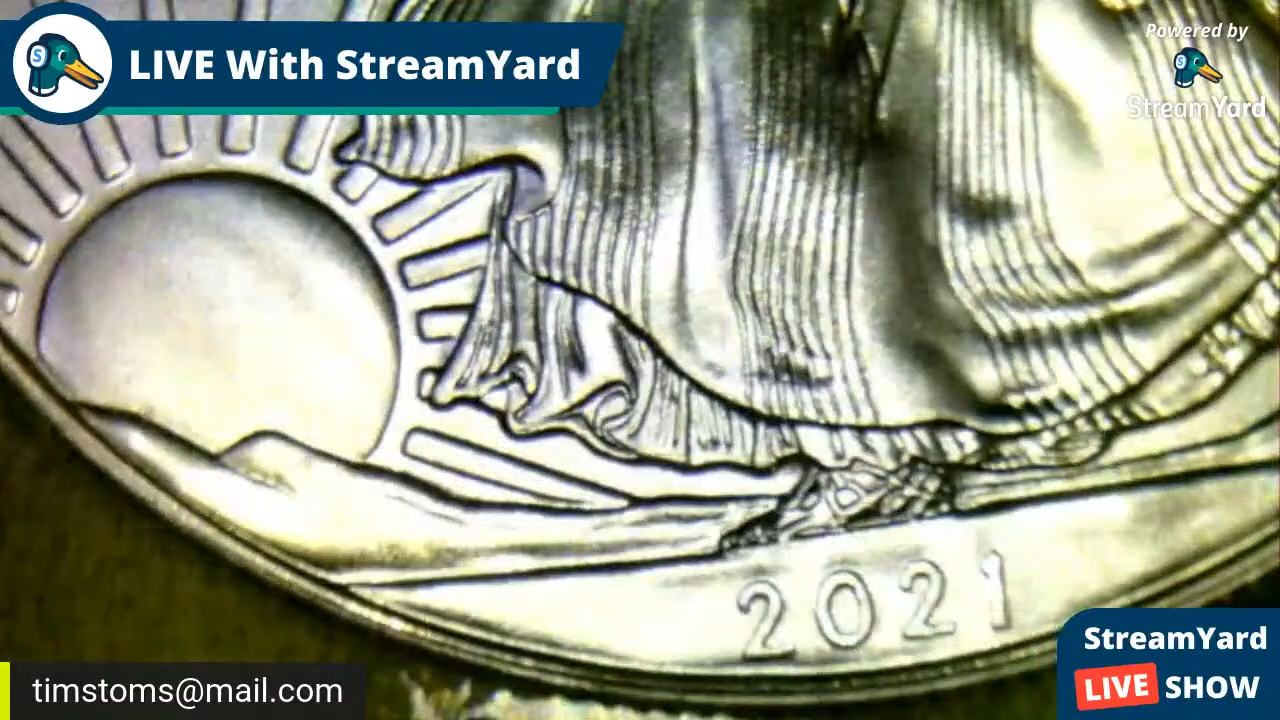 LIVE With StreamYard
Powered by
StreamYard
2021
timstoms@mail.com
StreamYard
LIVE SHOW